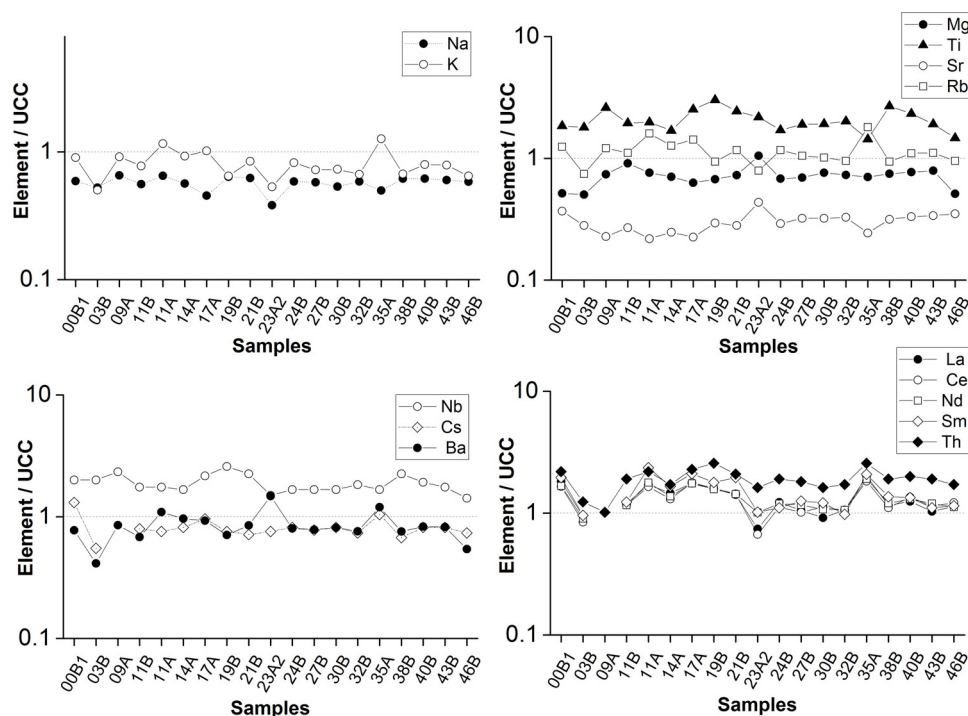 Element / UCC
1
0.1
Na
K
00B1 03B 09A 11B 11A 14A 17A 19B 21B 23A2 24B 27B 30B 32B 35A 38B 40B 43B 46B
Samples
Element / UCC
10
1
0.1
Mg
Ti
Sr
Rb
00B1 03B 09A 11B 11A 14A 17A 19B 21B 23A2 24B 27B 30B 32B 35A 38B 40B 43B 46B
Samples
Element / UCC
10
1
0.1
Nb
Cs
Ba
00B1 03B 09A 11B 11A 14A 17A 19B 21B 23A2 24B 27B 30B 32B 35A 38B 40B 43B 46B
Samples
Element / UCC
10
1
0.1
La
Ce
Nd
Sm
Th
00B1 03B 09A 11B 11A 14A 17A 19B 21B 23A2 24B 27B 30B 32B 35A 38B 40B 43B 46B
Samples